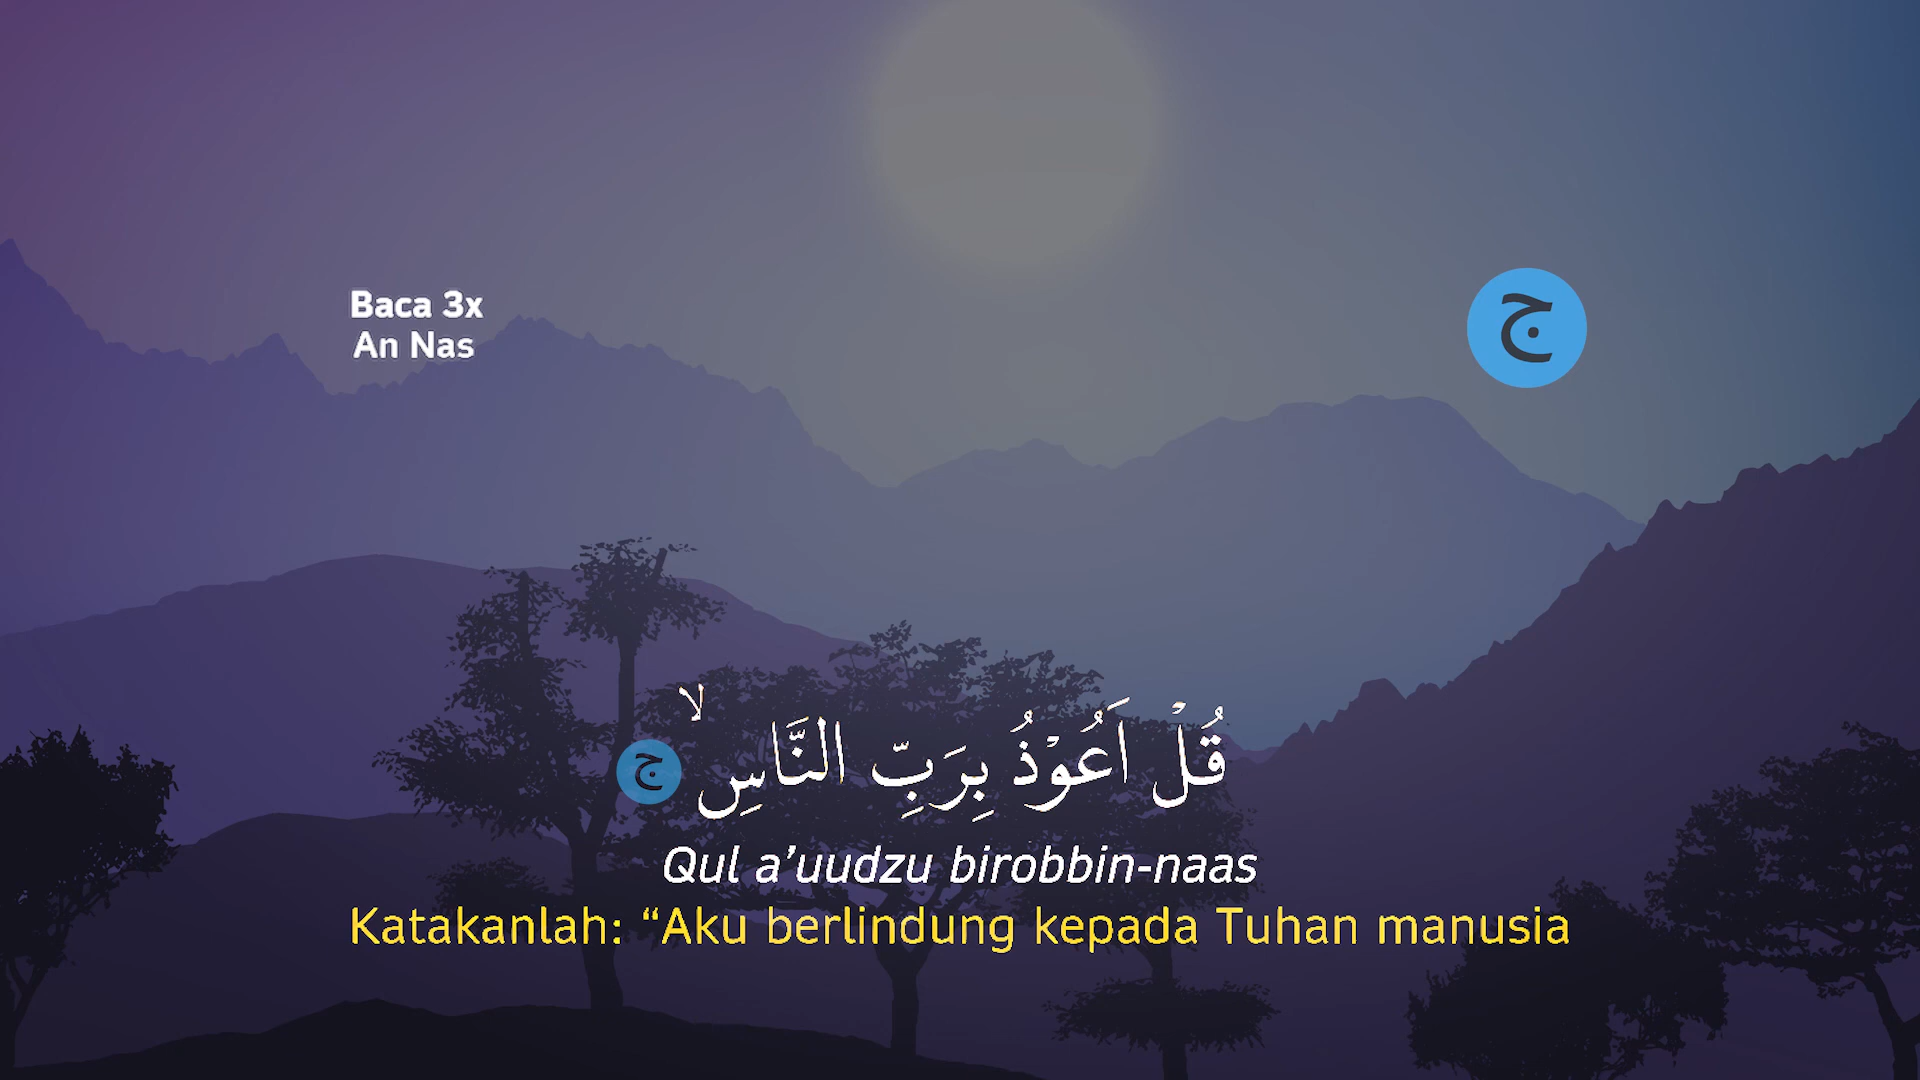 Baca 3x
An Nas
ج
قُلْ اَعُوْذُ بِرَبِّ النَّاسِۙ ج
Qul a’uudzu birobbin-naas
Katakanlah: “Aku berlindung kepada Tuhan manusia